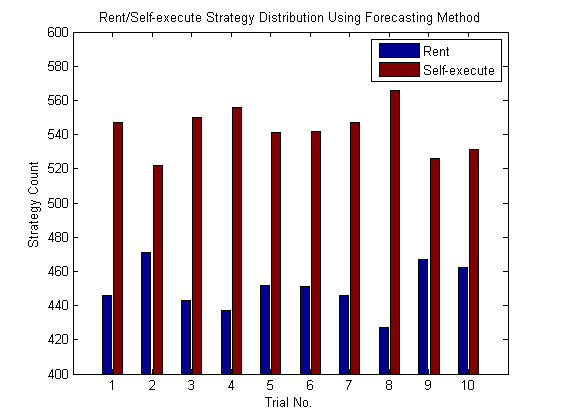 Rent/Self-execute Strategy Distribution Using Forecasting Method
600
580
560
540
520
500
480
460
440
420
400
Strategy Count
Rent
Self-execute
1 2 3 4 5 6 7 8 9 10
Trial No.